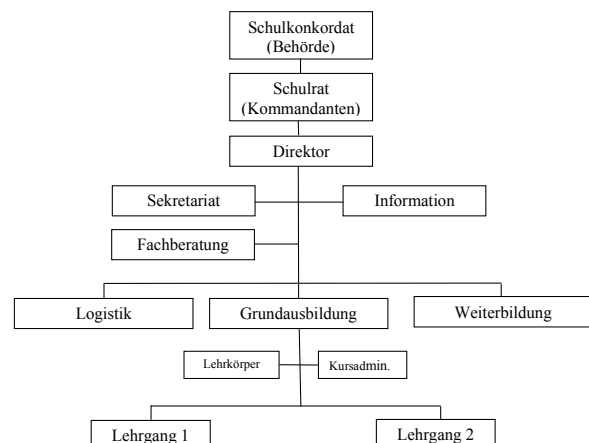 Schulkonkordat
(Behörde)
Schulrat
(Kommandanten)
Direktor
Sekretariat
Information
Fachberatung
Logistik
Grundausbildung
Weiterbildung
Lehrkörper
Kursadmin.
Lehrgang 1
Lehrgang 2